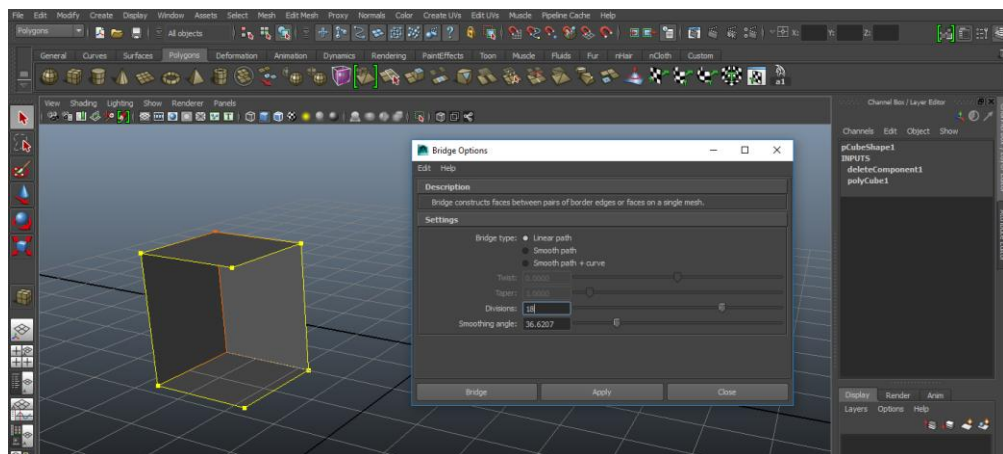 File Edit Modify Create Display Window Assets Select Mesh Edit Mesh Proxy Normals Color Create UVs Edit UVs Muscle Pipeline Cache Help
Polygons All objects X: Y: Z:
General Curves Surfaces Polygons Deformation Animation Dynamics Rendering PaintEffects Toon Muscle Fluids Fur nHair nCloth Custom
a1
View Shading Lighting Show Renderer Panels
Channel Box / Layer Editor
Channels Edit Object Show
pCubeShape1
INPUTS
deleteComponent1
polyCube1
Bridge Options
Edit Help
Description
Bridge constructs faces between pairs of border edges or faces on a single mesh.
Settings
Bridge type: Linear path
Smooth path
Smooth path + curve
Twist: 0.0000
Taper: 1.0000
Divisions: 18
Smoothing angle: 36.6207
Bridge Apply Close
Display Render Anim
Layers Options Help